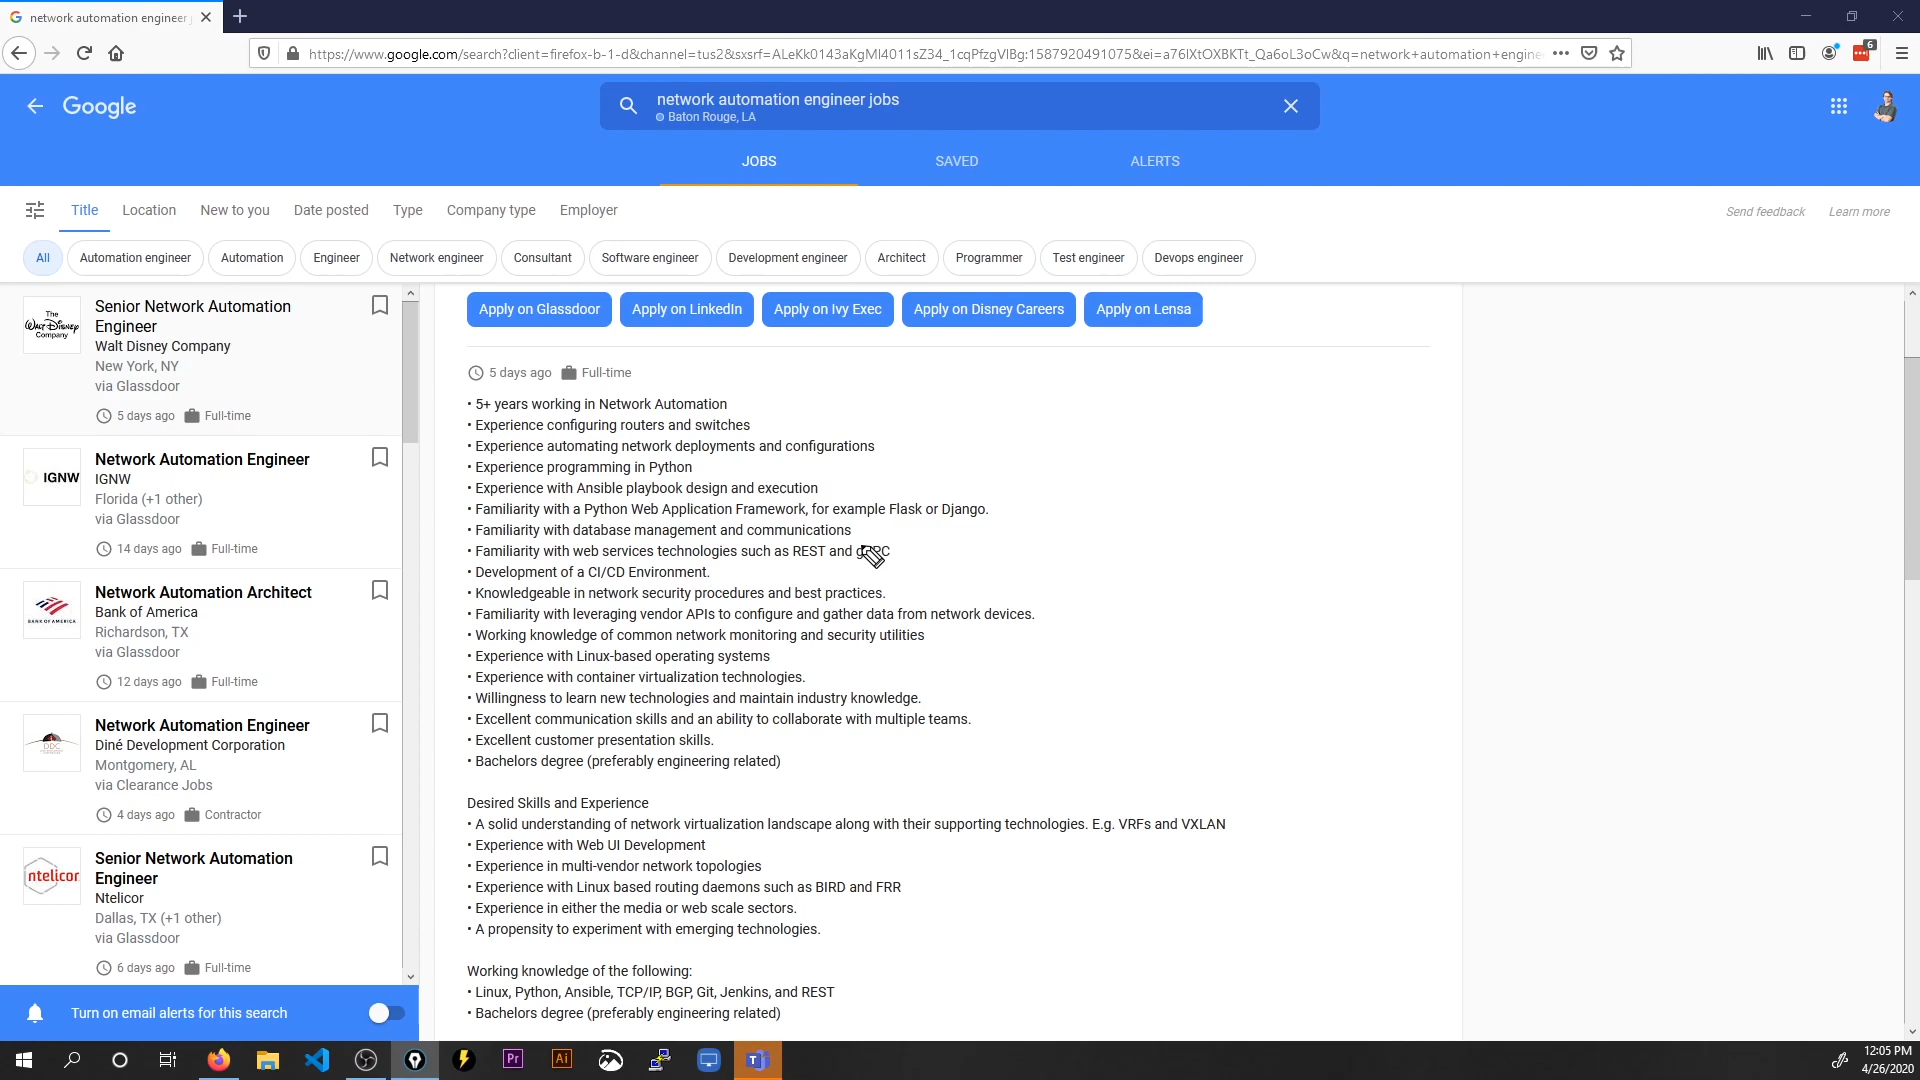 network automation engineer j
https://www.google.com/search?client=firefox-b-1-d&channel=tus2&sxsrf=ALeKk0143aKgMl4011sZ34_1cqPfzgVlBg:1587920491075&ei=a76lXtOXBKTt_Qa6oL3oCw&q=network+automation+engine
6
Google
network automation engineer jobs
Baton Rouge, LA
JOBS SAVED ALERTS
Title Location New to you Date posted Type Company type Employer
Send feedback Learn more
All Automation engineer Automation Engineer Network engineer Consultant Software engineer Development engineer Architect Programmer Test engineer Devops engineer
The Walt Disney Company
Senior Network Automation
Engineer
Walt Disney Company
New York, NY
via Glassdoor
5 days ago Full-time
IGNW
Network Automation Engineer
IGNW
Florida (+1 other)
via Glassdoor
14 days ago Full-time
BANK OF AMERICA
Network Automation Architect
Bank of America
Richardson, TX
via Glassdoor
12 days ago Full-time
DDC
Network Automation Engineer
Diné Development Corporation
Montgomery, AL
via Clearance Jobs
4 days ago Contractor
ntelicor
Senior Network Automation
Engineer
Ntelicor
Dallas, TX (+1 other)
via Glassdoor
6 days ago Full-time
Turn on email alerts for this search
Apply on Glassdoor Apply on LinkedIn Apply on Ivy Exec Apply on Disney Careers Apply on Lensa
5 days ago Full-time
• 5+ years working in Network Automation
• Experience configuring routers and switches
• Experience automating network deployments and configurations
• Experience programming in Python
• Experience with Ansible playbook design and execution
• Familiarity with a Python Web Application Framework, for example Flask or Django.
• Familiarity with database management and communications
• Familiarity with web services technologies such as REST and
• Development of a CI/CD Environment.
• Knowledgeable in network security procedures and best practices.
• Familiarity with leveraging vendor APIs to configure and gather data from network devices.
• Working knowledge of common network monitoring and security utilities
• Experience with Linux-based operating systems
• Experience with container virtualization technologies.
• Willingness to learn new technologies and maintain industry knowledge.
• Excellent communication skills and an ability to collaborate with multiple teams.
• Excellent customer presentation skills.
• Bachelors degree (preferably engineering related)
Desired Skills and Experience
• A solid understanding of network virtualization landscape along with their supporting technologies. E.g. VRFs and VXLAN
• Experience with Web UI Development
• Experience in multi-vendor network topologies
• Experience with Linux based routing daemons such as BIRD and FRR
• Experience in either the media or web scale sectors.
• A propensity to experiment with emerging technologies.
Working knowledge of the following:
• Linux, Python, Ansible, TCP/IP, BGP, Git, Jenkins, and REST
• Bachelors degree (preferably engineering related)
Pr Ai
12:05 PM
4/26/2020